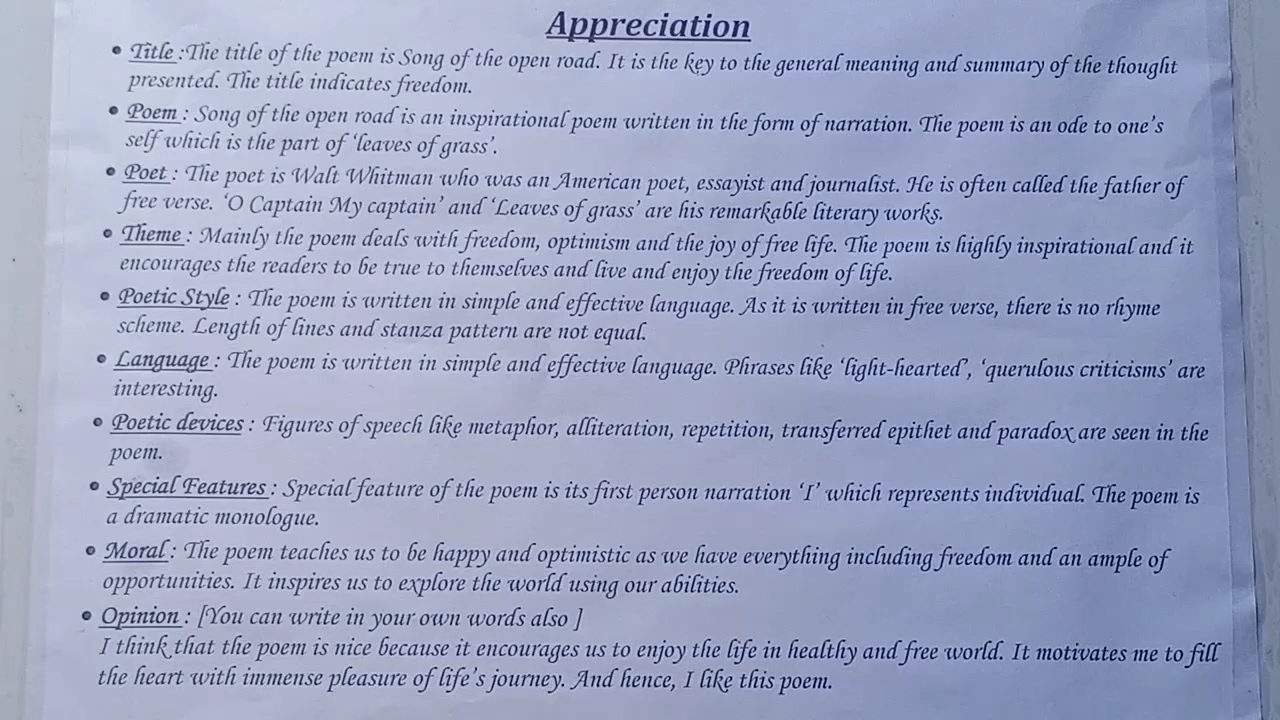 Appreciation
• Title :The title of the poem is Song of the open road. It is the key to the general meaning and summary of the thought
presented. The title indicates freedom.
• Poem : Song of the open road is an inspirational poem written in the form of narration. The poem is an ode to one's
self which is the part of 'leaves of grass'.
• Poet : The poet is Walt Whitman who was an American poet, essayist and journalist. He is often called the father of
free verse. 'O Captain My captain' and 'Leaves of grass' are his remarkable literary works.
• Theme : Mainly the poem deals with freedom, optimism and the joy of free life. The poem is highly inspirational and it
encourages the readers to be true to themselves and live and enjoy the freedom of life.
• Poetic Style : The poem is written in simple and effective language. As it is written in free verse, there is no rhyme
scheme. Length of lines and stanza pattern are not equal.
• Language : The poem is written in simple and effective language. Phrases like 'light-hearted', 'querulous criticisms' are
interesting.
• Poetic devices : Figures of speech like metaphor, alliteration, repetition, transferred epithet and paradox are seen in the
poem.
• Special Features : Special feature of the poem is its first person narration 'I' which represents individual. The poem is
a dramatic monologue.
• Moral : The poem teaches us to be happy and optimistic as we have everything including freedom and an ample of
opportunities. It inspires us to explore the world using our abilities.
• Opinion : [You can write in your own words also ]
I think that the poem is nice because it encourages us to enjoy the life in healthy and free world. It motivates me to fill
the heart with immense pleasure of life's journey. And hence, I like this poem.